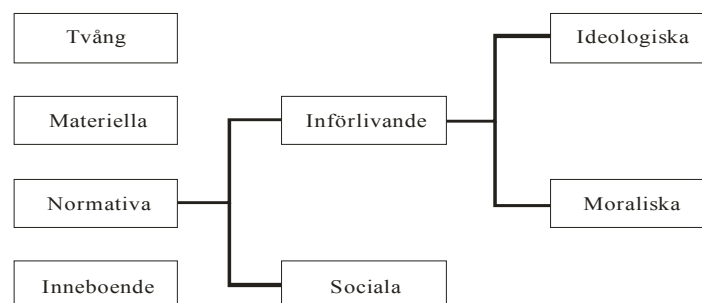 Tvång
Ideologiska
Materiella
Införlivande
Normativa
Moraliska
Inneboende
Sociala